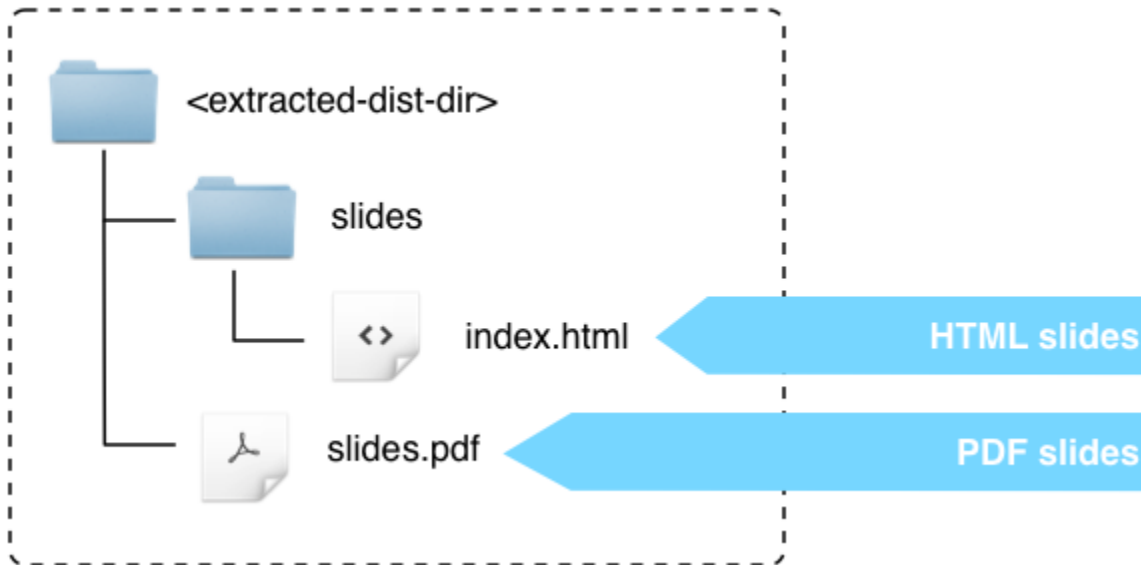 <extracted-dist-dir>
slides
index.html
HTML slides
slides.pdf
PDF slides